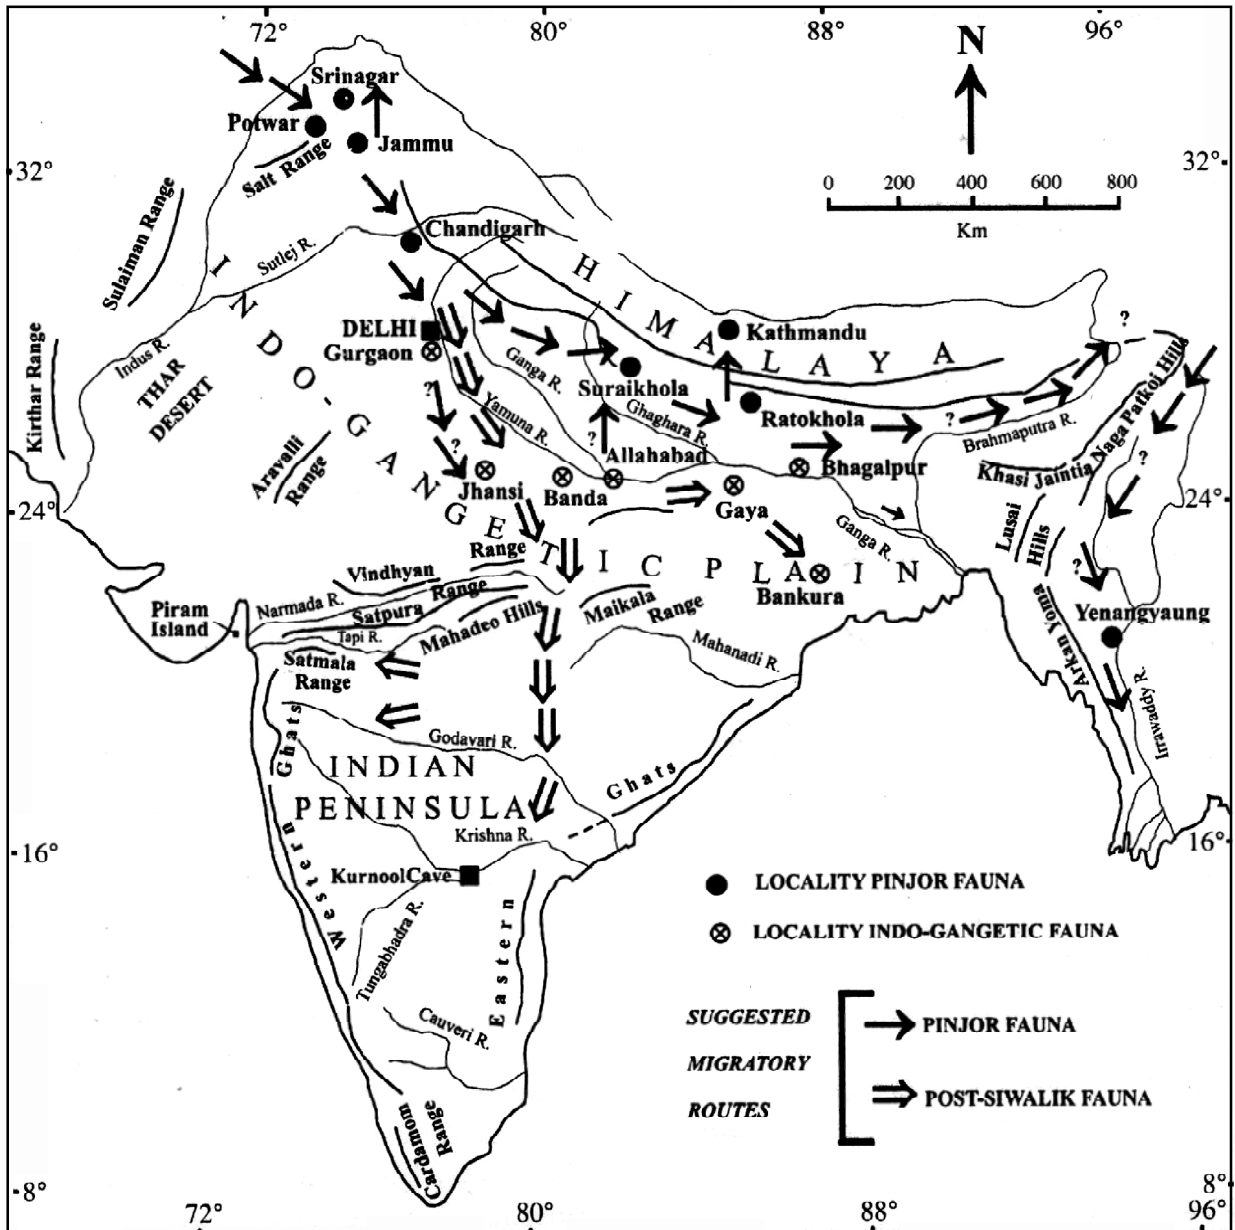 72°
80°
88°
96°
N
Srinagar
Potwar
Jammu
Salt Range
32°
32°
0 200 400 600 800
Km
Sulaiman Range
Sutlej R.
Chandigarh
HIMALAYA
INDO-GANGETIC PLAIN
DELHI
Gurgaon
Kathmandu
?
Kirthar Range
Indus R.
THAR
DESERT
Ganga R.
Suraikhola
Ratokhola
Naga Patkoi Hills
?
Yamuna R.
Ghaghara R.
?
Brahmaputra R.
Aravalli
Range
?
?
Allahabad
Bhagalpur
Khasi Jaintia
?
Jhansi
Banda
Gaya
24°
24°
Ganga R.
Lusai
Hills
Range
Vindhyan
Bankura
?
Piram
Island
Narmada R.
Satpura
Range
Maikala
Range
Yenangyaung
Tapi R.
Mahadeo Hills
Mahanadi R.
Arkan Yoma
Satmala
Range
Irrawaddy R.
Godavari R.
Western Ghats
INDIAN
PENINSULA
Eastern Ghats
Krishna R.
16°
16°
KurnoolCave
LOCALITY PINJOR FAUNA
LOCALITY INDO-GANGETIC FAUNA
Tungabhadra R.
Cauveri R.
SUGGESTED
MIGRATORY
ROUTES
PINJOR FAUNA
POST-SIWALIK FAUNA
Cardamom
Range
8°
8°
72°
80°
88°
96°